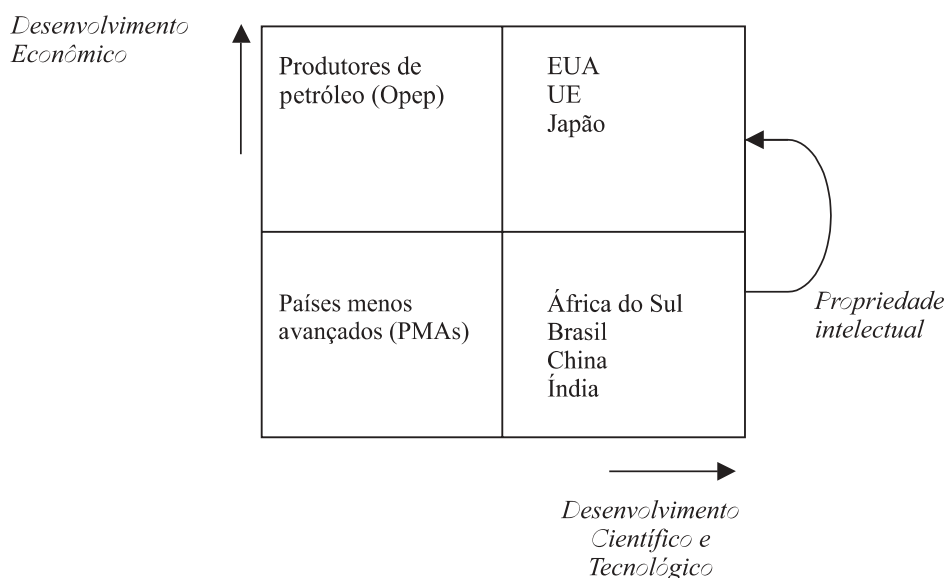 Desenvolvimento
Econômico
Produtores de
petróleo (Opep)
EUA
UE
Japão
Países menos
avançados (PMAs)
África do Sul
Brasil
China
Índia
Propriedade
intelectual
Desenvolvimento
Científico e
Tecnológico